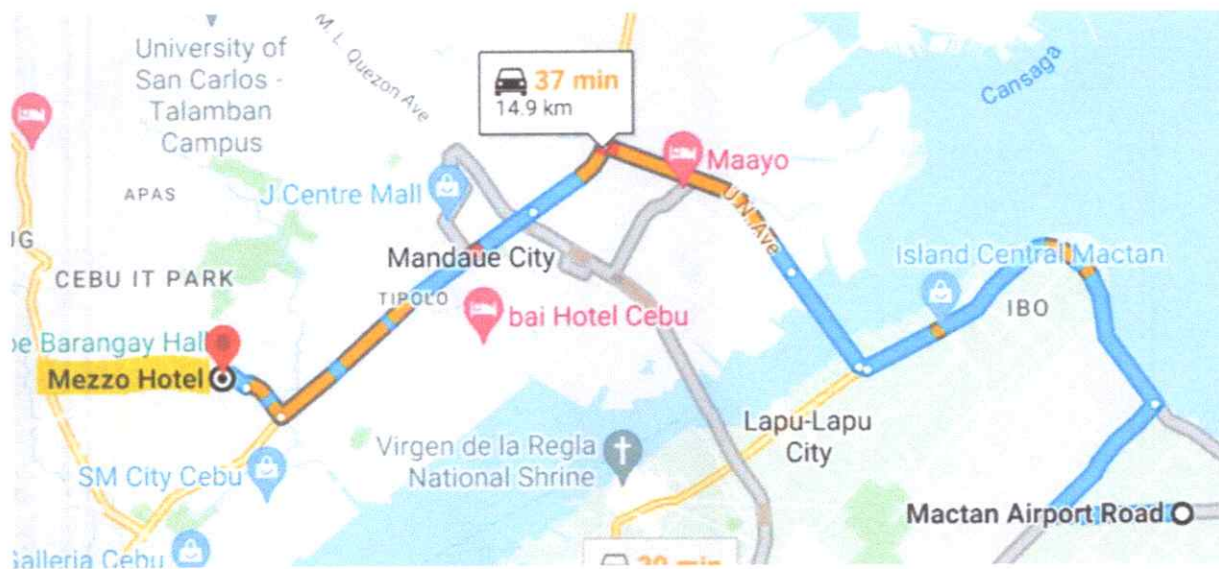 University of
San Carlos -
Talamban
Campus
M. L. Quezon Ave
37 min
14.9 km
Cansaga
Maayo
APAS
J Centre Mall
U.N. Ave
UG
Mandaue City
Island Central Mactan
CEBU IT PARK
TIPOLO
IBO
bai Hotel Cebu
pe Barangay Hall
Mezzo Hotel
Lapu-Lapu
City
Virgen de la Regla
National Shrine
SM City Cebu
Mactan Airport Road
Galleria Cebu